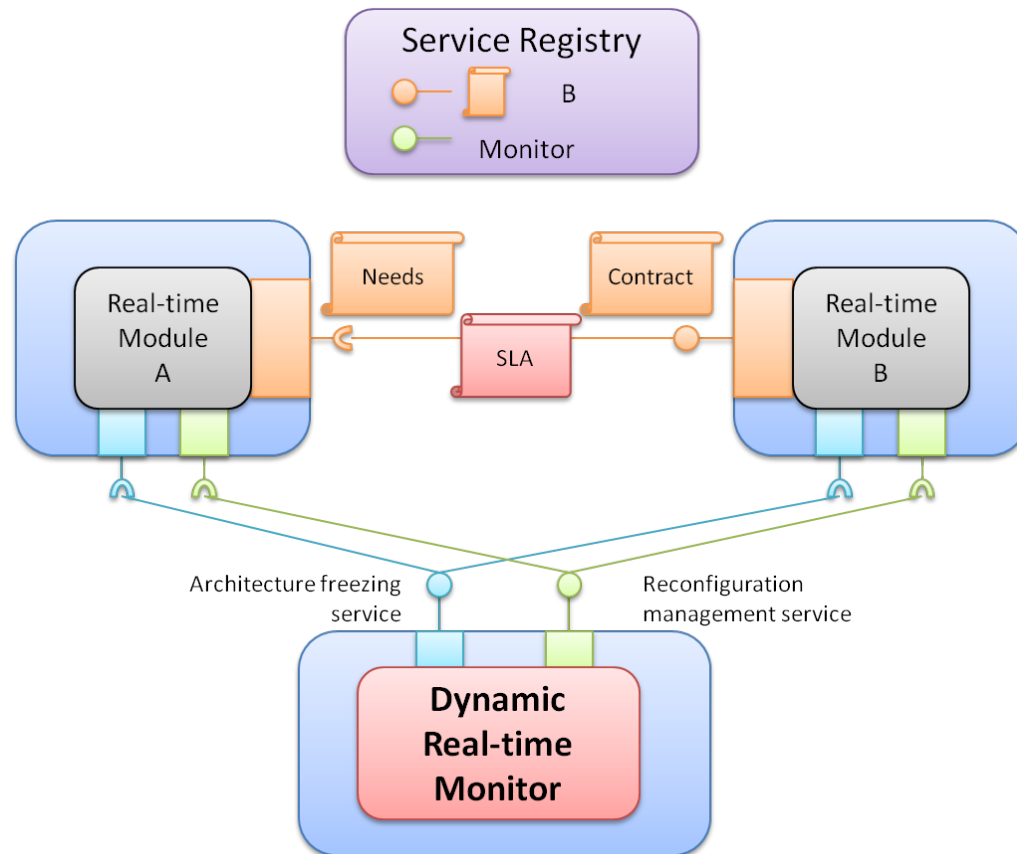 Service Registry
B
Monitor
Needs
Contract
Real-time
Module
A
SLA
Real-time
Module
B
Architecture freezing
service
Reconfiguration
management service
Dynamic
Real-time
Monitor